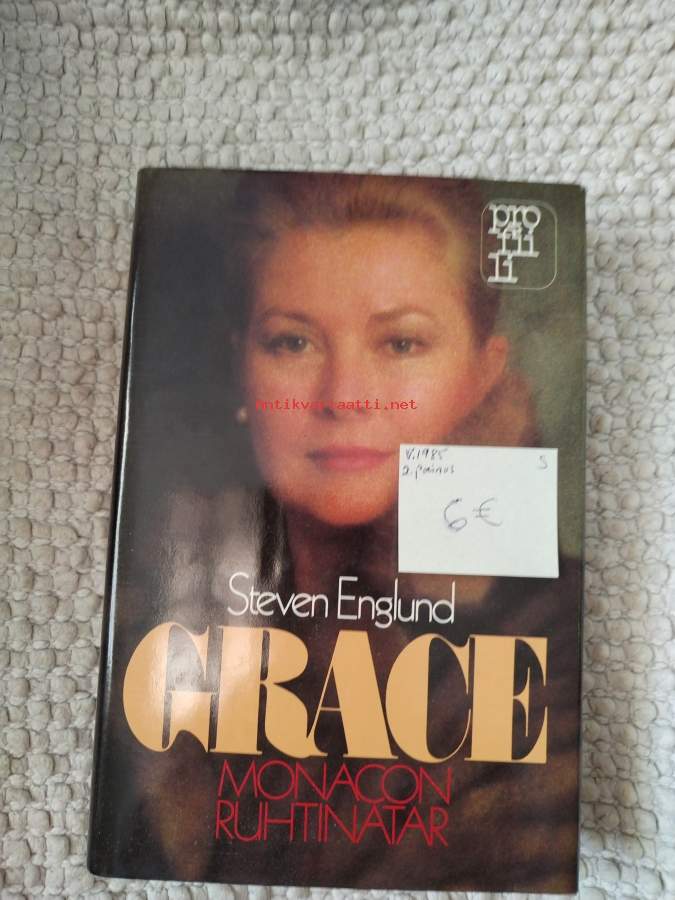 pro
fii
li
antikvariaatti.net
v.1985
S
2. painos
6€
Steven Englund
GRACE
MONACON
RUHTINATAR